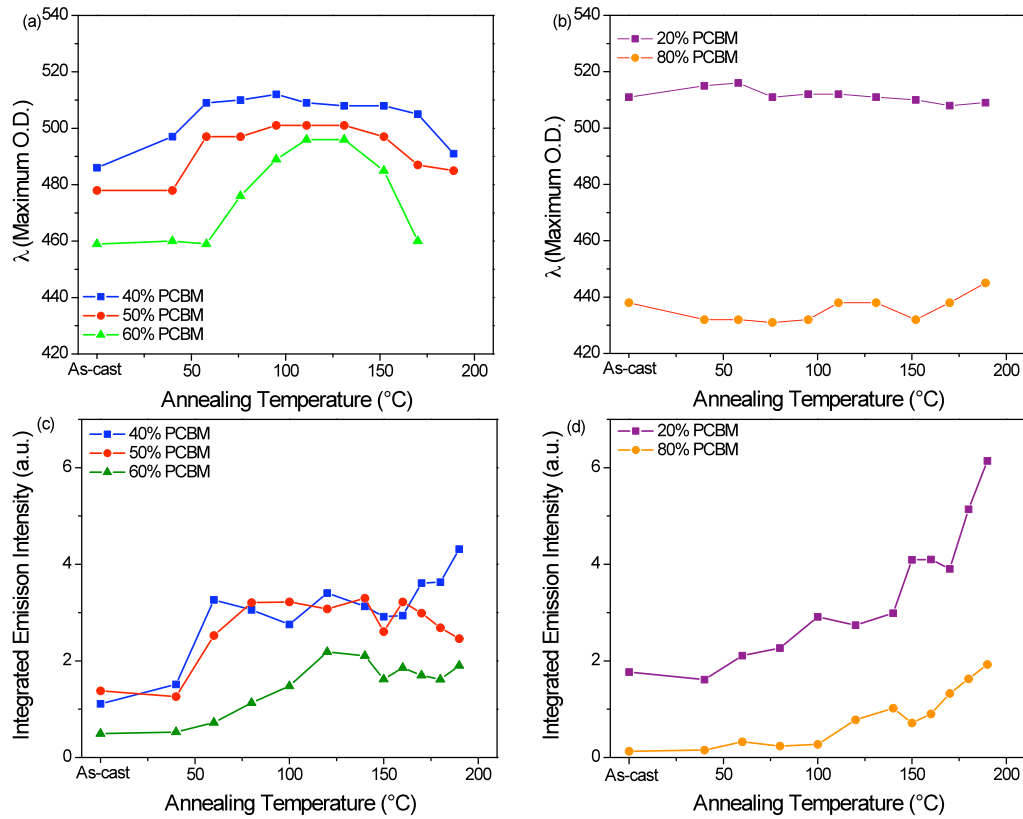 (a)
540
520
500
480
460
440
420
λ (Maximum O.D.)
40% PCBM
50% PCBM
60% PCBM
As-cast
50
100
150
200
Annealing Temperature (°C)
(b)
540
520
500
480
460
440
420
λ (Maximum O.D.)
20% PCBM
80% PCBM
As-cast
50
100
150
200
Annealing Temperature (°C)
(c)
6
4
2
0
Integrated Emisison Intensity (a.u.)
40% PCBM
50% PCBM
60% PCBM
As-cast
50
100
150
200
Annealing Temperature (°C)
(d)
6
4
2
0
Integrated Emission Intensity (a.u.)
20% PCBM
80% PCBM
As-cast
50
100
150
200
Annealing Temperature (°C)